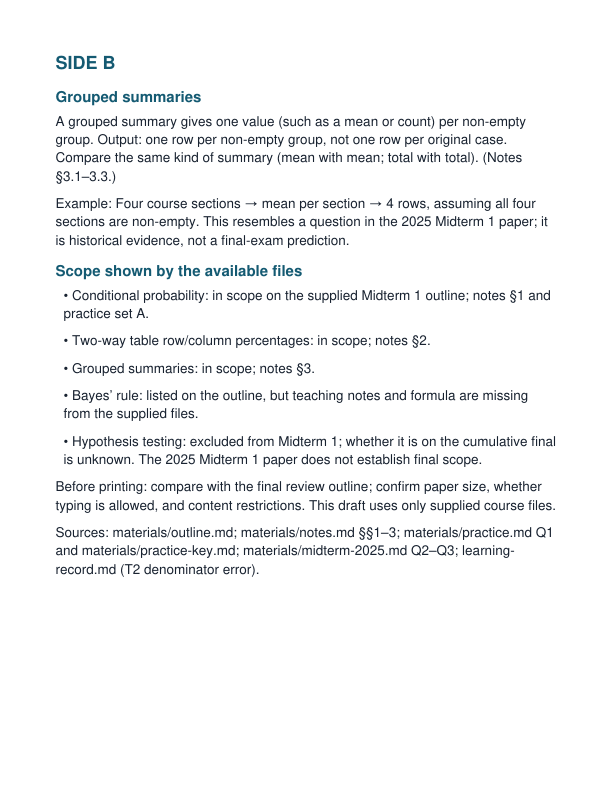 SIDE B
Grouped summaries
A grouped summary gives one value (such as a mean or count) per non-empty
group. Output: one row per non-empty group, not one row per original case.
Compare the same kind of summary (mean with mean; total with total). (Notes
§3.1–3.3.)
Example: Four course sections → mean per section → 4 rows, assuming all four
sections are non-empty. This resembles a question in the 2025 Midterm 1 paper; it
is historical evidence, not a final-exam prediction.
Scope shown by the available files
• Conditional probability: in scope on the supplied Midterm 1 outline; notes §1 and
practice set A.
• Two-way table row/column percentages: in scope; notes §2.
• Grouped summaries: in scope; notes §3.
• Bayes’ rule: listed on the outline, but teaching notes and formula are missing
from the supplied files.
• Hypothesis testing: excluded from Midterm 1; whether it is on the cumulative final
is unknown. The 2025 Midterm 1 paper does not establish final scope.
Before printing: compare with the final review outline; confirm paper size, whether
typing is allowed, and content restrictions. This draft uses only supplied course files.
Sources: materials/outline.md; materials/notes.md §§1–3; materials/practice.md Q1
and materials/practice-key.md; materials/midterm-2025.md Q2–Q3; learning-
record.md (T2 denominator error).